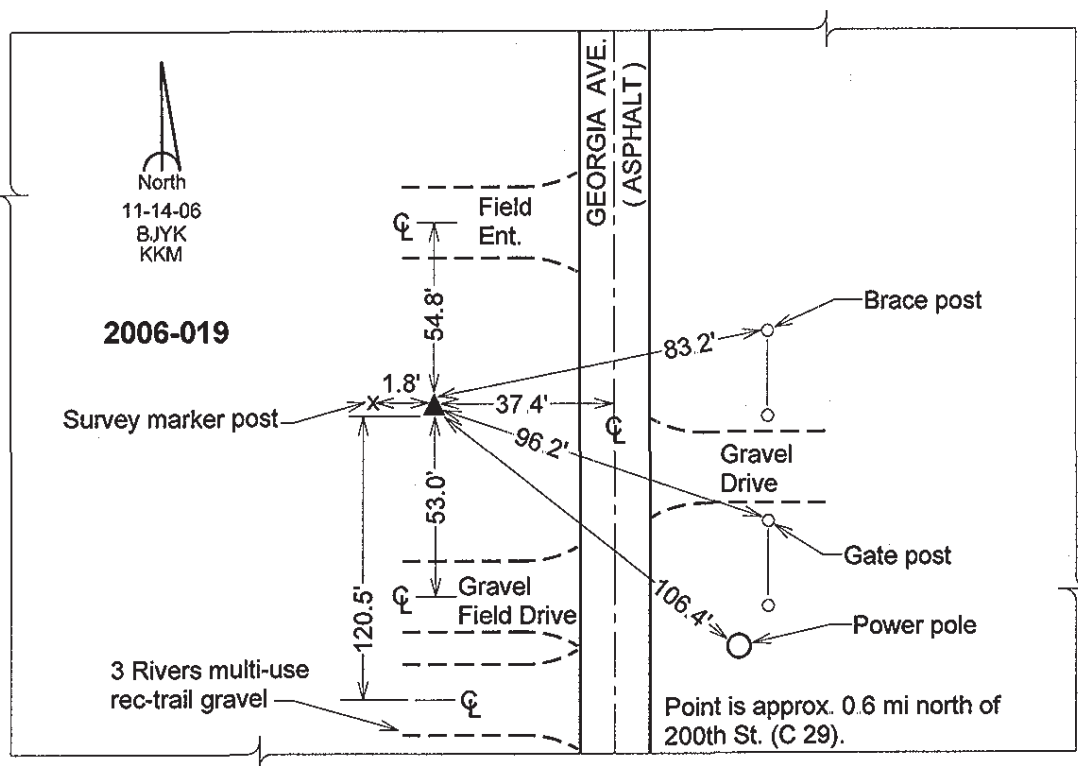 GEORGIA AVE.
(ASPHALT)
North
11-14-06
BJYK
KKM
2006-019
Field
Ent.
℄
54.8'
Brace post
83.2'
1.8'
Survey marker post
37.4'
℄
96.2'
Gravel
Drive
53.0'
120.5'
Gate post
℄
Gravel
Field Drive
106.4'
Power pole
3 Rivers multi-use
rec-trail gravel
℄
Point is approx. 0.6 mi north of
200th St. (C 29).